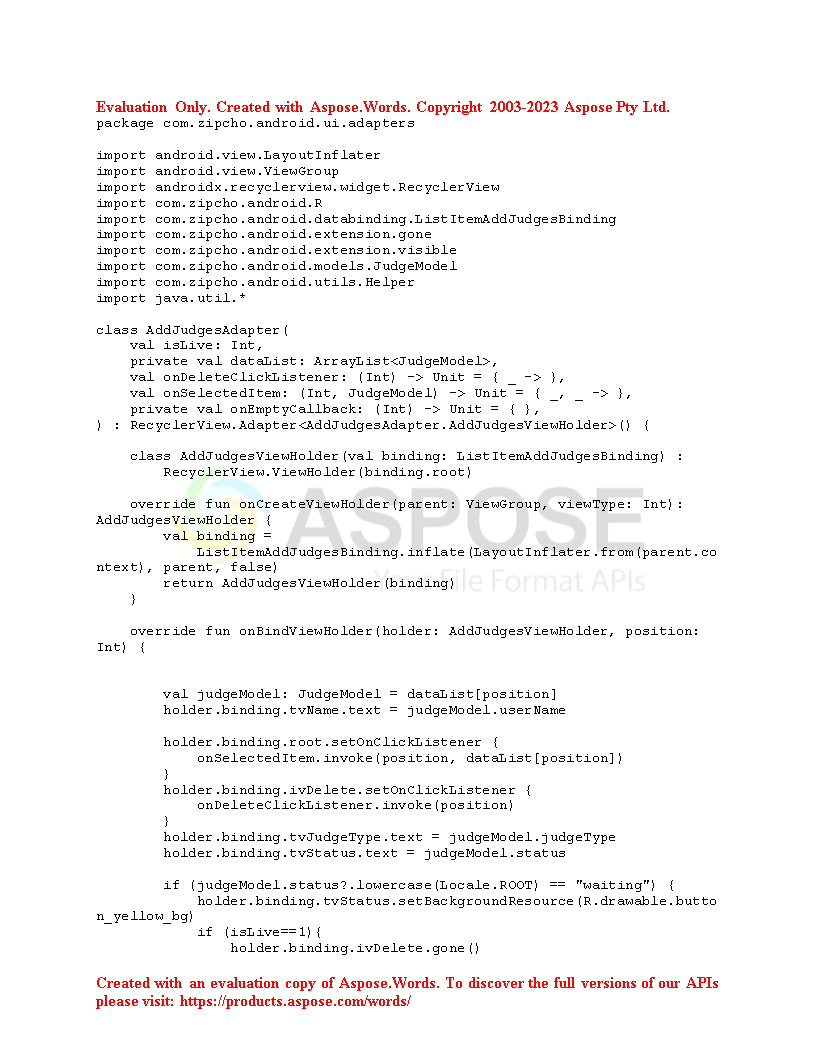 Evaluation Only. Created with Aspose.Words. Copyright 2003-2023 Aspose Pty Ltd.
package com.zipcho.android.ui.adapters

import android.view.LayoutInflater
import android.view.ViewGroup
import androidx.recyclerview.widget.RecyclerView
import com.zipcho.android.R
import com.zipcho.android.databinding.ListItemAddJudgesBinding
import com.zipcho.android.extension.gone
import com.zipcho.android.extension.visible
import com.zipcho.android.models.JudgeModel
import com.zipcho.android.utils.Helper
import java.util.*

class AddJudgesAdapter(
    val isLive: Int,
    private val dataList: ArrayList<JudgeModel>,
    val onDeleteClickListener: (Int) -> Unit = { _ -> },
    val onSelectedItem: (Int, JudgeModel) -> Unit = { _, _ -> },
    private val onEmptyCallback: (Int) -> Unit = { },
) : RecyclerView.Adapter<AddJudgesAdapter.AddJudgesViewHolder>() {

    class AddJudgesViewHolder(val binding: ListItemAddJudgesBinding) :
        RecyclerView.ViewHolder(binding.root)

    override fun onCreateViewHolder(parent: ViewGroup, viewType: Int):
AddJudgesViewHolder {
        val binding =
            ListItemAddJudgesBinding.inflate(LayoutInflater.from(parent.co
ntext), parent, false)
        return AddJudgesViewHolder(binding)
    }

    override fun onBindViewHolder(holder: AddJudgesViewHolder, position:
Int) {


        val judgeModel: JudgeModel = dataList[position]
        holder.binding.tvName.text = judgeModel.userName

        holder.binding.root.setOnClickListener {
            onSelectedItem.invoke(position, dataList[position])
        }
        holder.binding.ivDelete.setOnClickListener {
            onDeleteClickListener.invoke(position)
        }
        holder.binding.tvJudgeType.text = judgeModel.judgeType
        holder.binding.tvStatus.text = judgeModel.status

        if (judgeModel.status?.lowercase(Locale.ROOT) == "waiting") {
            holder.binding.tvStatus.setBackgroundResource(R.drawable.butto
n_yellow_bg)
            if (isLive==1){
                holder.binding.ivDelete.gone()

ASPOSE
Your File Format APIs
Created with an evaluation copy of Aspose.Words. To discover the full versions of our APIs
please visit: https://products.aspose.com/words/